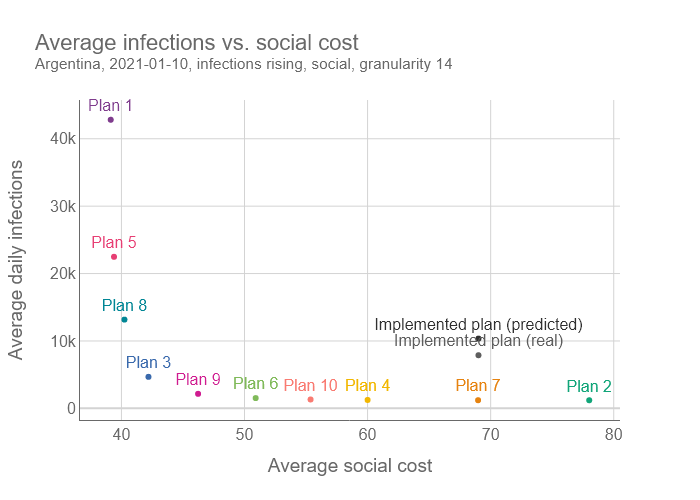 Average infections vs. social cost
Argentina, 2021-01-10, infections rising, social, granularity 14
Average daily infections
40k
30k
20k
10k
0
Plan 1
Plan 5
Plan 8
Implemented plan (predicted)
Implemented plan (real)
Plan 3
Plan 9
Plan 6
Plan 10
Plan 4
Plan 7
Plan 2
40
50
60
70
80
Average social cost